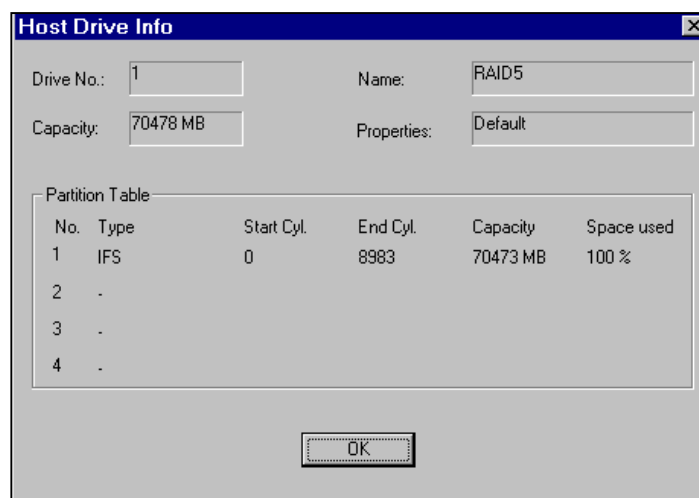 Host Drive Info
Drive No.: 1 Name: RAID5
Capacity: 70478 MB Properties: Default
Partition Table
No. Type Start Cyl. End Cyl. Capacity Space used
1 IFS 0 8983 70473 MB 100 %
2 -
3 -
4 -
OK